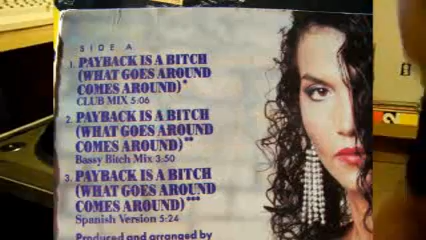 SIDE A
1. PAYBACK IS A BITCH
(WHAT GOES AROUND
COMES AROUND)*
CLUB MIX 5:06
2. PAYBACK IS A BITCH
(WHAT GOES AROUND
COMES AROUND)**
Bassy Bitch Mix 3:50
3. PAYBACK IS A BITCH
(WHAT GOES AROUND
COMES AROUND)***
Spanish Version 5:24
Produced and arranged by
2